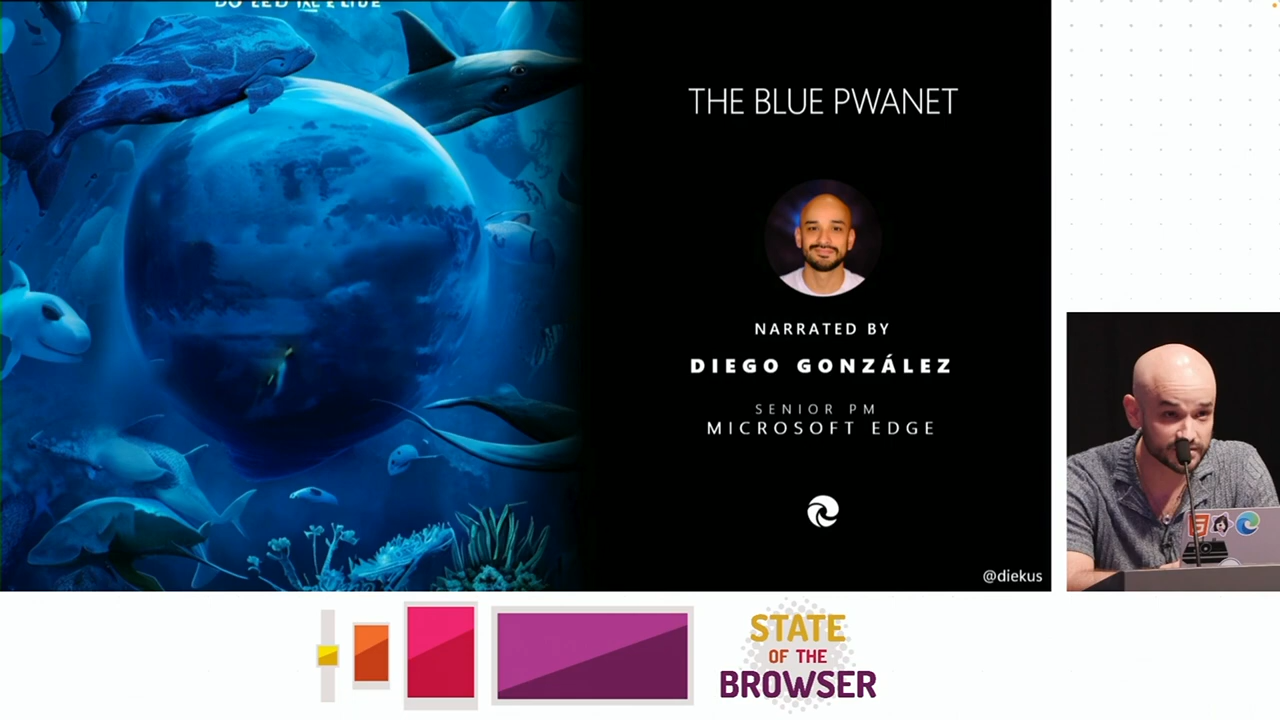 THE BLUE PWANET
NARRATED BY
DIEGO GONZÁLEZ
SENIOR PM
MICROSOFT EDGE
@diekus
STATE
OF THE
BROWSER